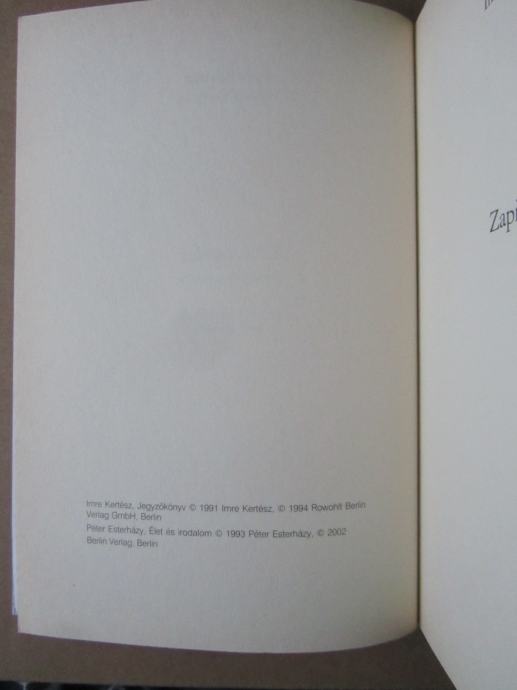 Imre Kertész, Jegyzőkönyv © 1991 Imre Kertész, © 1994 Rowohlt Berlin
Verlag GmbH, Berlin
Péter Esterházy, Élet és irodalom © 1993 Péter Esterházy, © 2002
Berlin Verlag, Berlin
Zapi